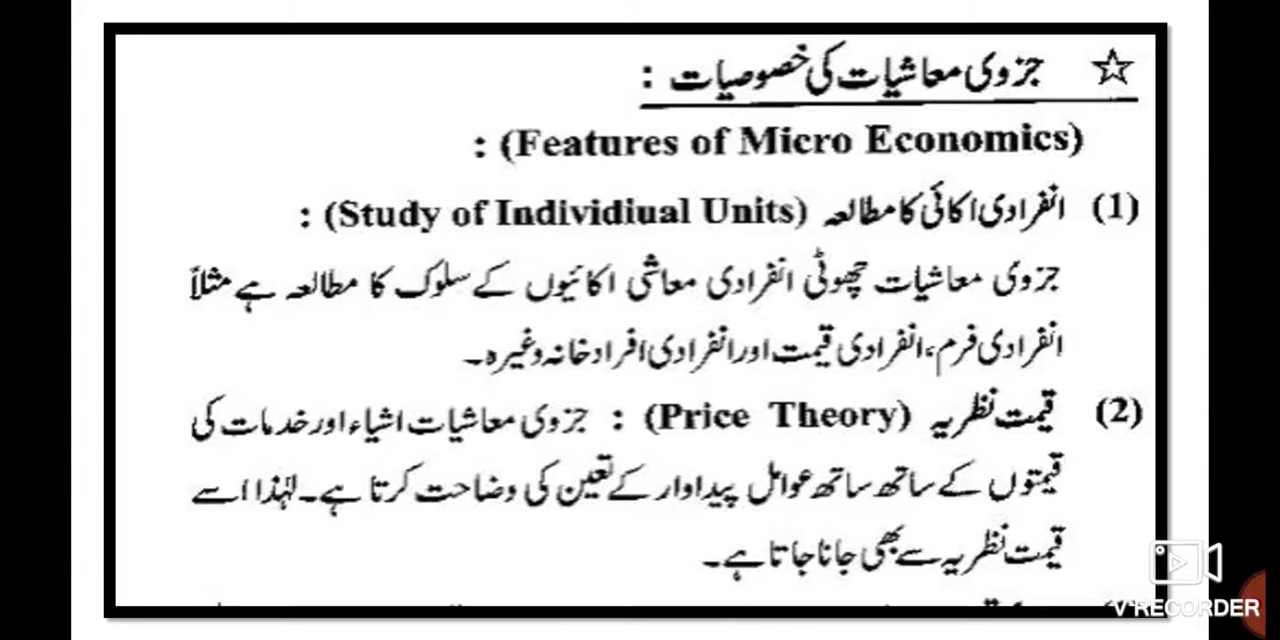 ☆ جزوی معاشیات کی خصوصیات :
(Features of Micro Economics) :
(1) انفرادی اکائی کا مطالعہ (Study of Individiual Units) :
جزوی معاشیات چھوٹی انفرادی معاشی اکائیوں کے سلوک کا مطالعہ ہے مثلاً
انفرادی فرم، انفرادی قیمت اور انفرادی افراد خانہ وغیرہ۔
(2) قیمت نظریہ (Price Theory) : جزوی معاشیات اشیاء اور خدمات کی
قیمتوں کے ساتھ ساتھ عوامل پیداوار کے تعین کی وضاحت کرتا ہے۔ لہٰذا اسے
قیمت نظریہ سے بھی جانا جاتا ہے۔
V RECORDER